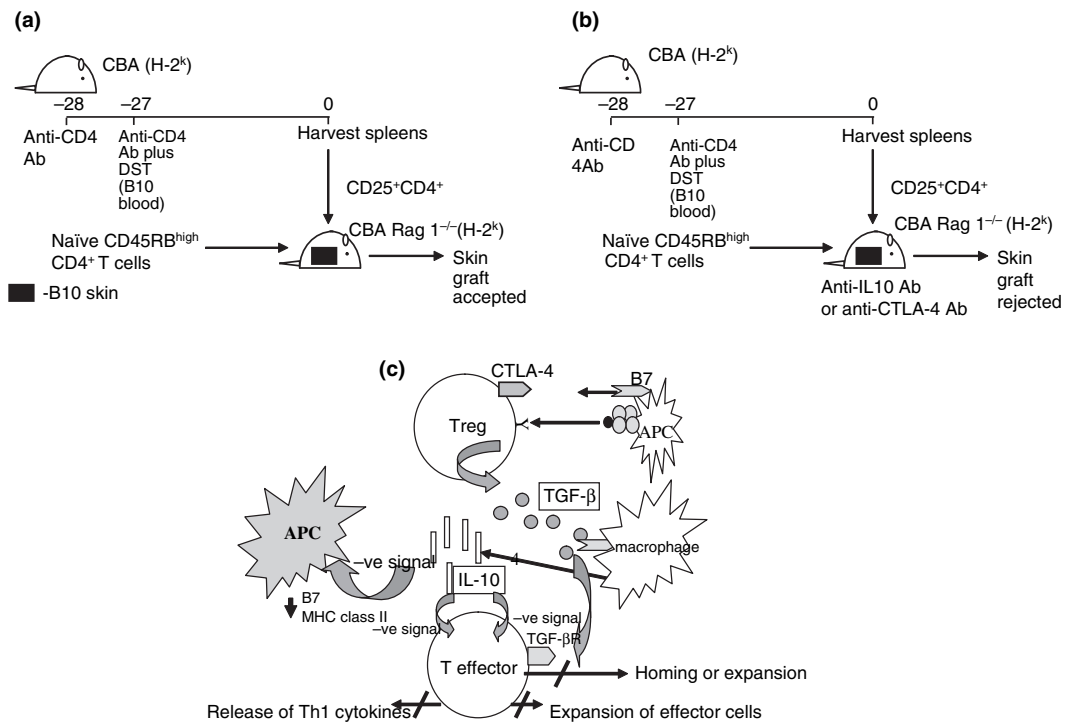 (a)
CBA (H-2ᵏ)
–28 –27 0
Anti-CD4
Ab
Anti-CD4
Ab plus
DST
(B10
blood)
Harvest spleens
CD25⁺CD4⁺
CBA Rag 1⁻/⁻(H-2ᵏ)
Naïve CD45RBʰⁱᵍʰ
CD4⁺ T cells
Skin
graft
accepted
-B10 skin
(b)
CBA (H-2ᵏ)
–28 –27 0
Anti-CD
4Ab
Anti-CD4
Ab plus
DST
(B10
blood)
Harvest spleens
CD25⁺CD4⁺
CBA Rag 1⁻/⁻(H-2ᵏ)
Naïve CD45RBʰⁱᵍʰ
CD4⁺ T cells
Anti-IL10 Ab
or anti-CTLA-4 Ab
Skin
graft
rejected
(c)
CTLA-4
B7
Treg
APC
TGF-β
APC
macrophage
–ve signal
4
IL-10
B7
MHC class II
–ve signal
–ve signal
TGF-βR
T effector
Homing or expansion
Release of Th1 cytokines
Expansion of effector cells